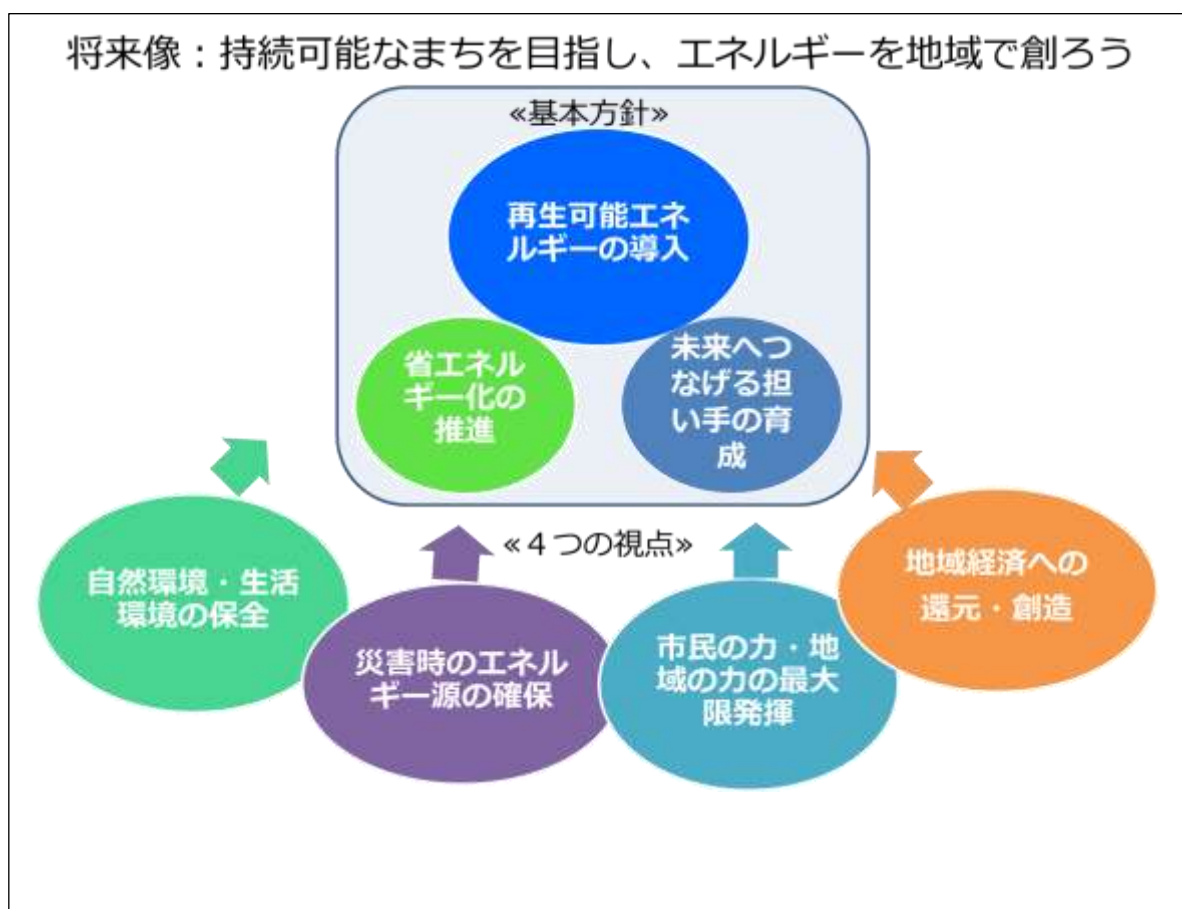 将来像：持続可能なまちを目指し、エネルギーを地域で創ろう
≪基本方針≫
再生可能エネ
ルギーの導入
省エネル
ギー化の
推進
未来へつ
なげる担
い手の育
成
≪４つの視点≫
自然環境・生活
環境の保全
災害時のエネル
ギー源の確保
市民の力・地
域の力の最大
限発揮
地域経済への
還元・創造